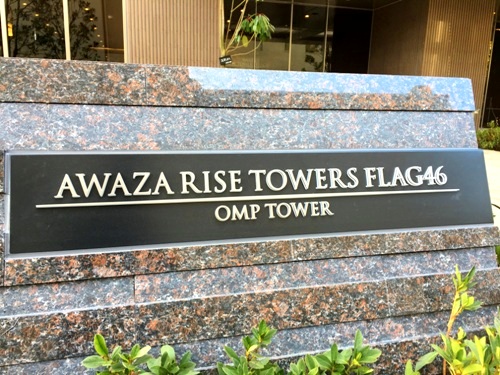 AWAZA RISE TOWERS FLAG46
OMP TOWER